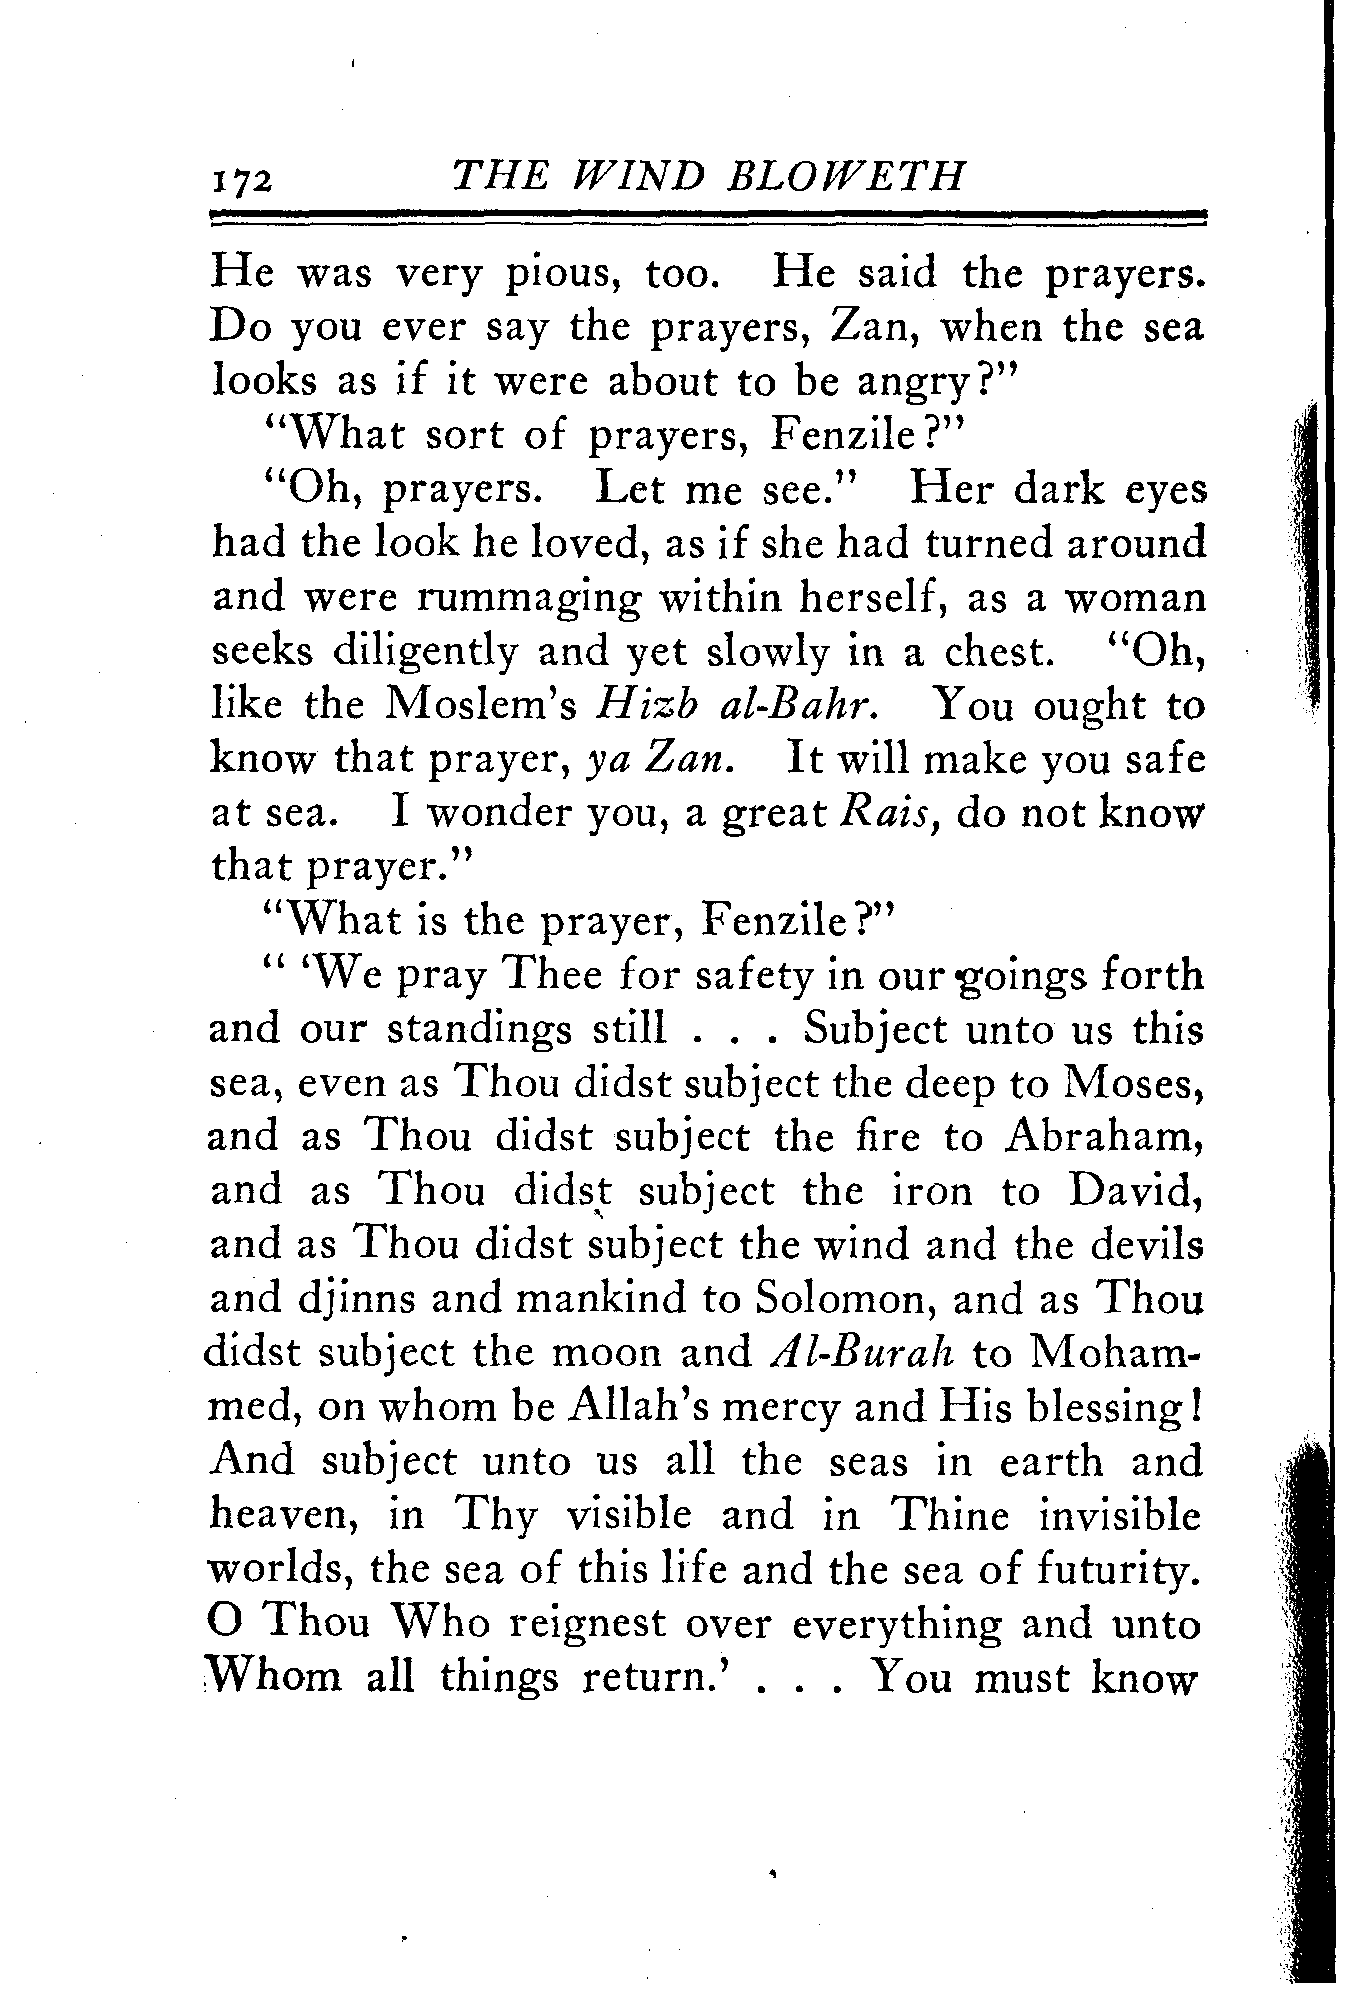 172 THE WIND BLOWETH
He was very pious, too. He said the prayers.
Do you ever say the prayers, Zan, when the sea
looks as if it were about to be angry?"
"What sort of prayers, Fenzile?"
"Oh, prayers. Let me see." Her dark eyes
had the look he loved, as if she had turned around
and were rummaging within herself, as a woman
seeks diligently and yet slowly in a chest. "Oh,
like the Moslem's Hizb al-Bahr. You ought to
know that prayer, ya Zan. It will make you safe
at sea. I wonder you, a great Rais, do not know
that prayer."
"What is the prayer, Fenzile?"
" 'We pray Thee for safety in our goings forth
and our standings still . . . Subject unto us this
sea, even as Thou didst subject the deep to Moses,
and as Thou didst subject the fire to Abraham,
and as Thou didst subject the iron to David,
and as Thou didst subject the wind and the devils
and djinns and mankind to Solomon, and as Thou
didst subject the moon and Al-Burah to Moham-
med, on whom be Allah's mercy and His blessing!
And subject unto us all the seas in earth and
heaven, in Thy visible and in Thine invisible
worlds, the sea of this life and the sea of futurity.
O Thou Who reignest over everything and unto
Whom all things return.' . . . You must know